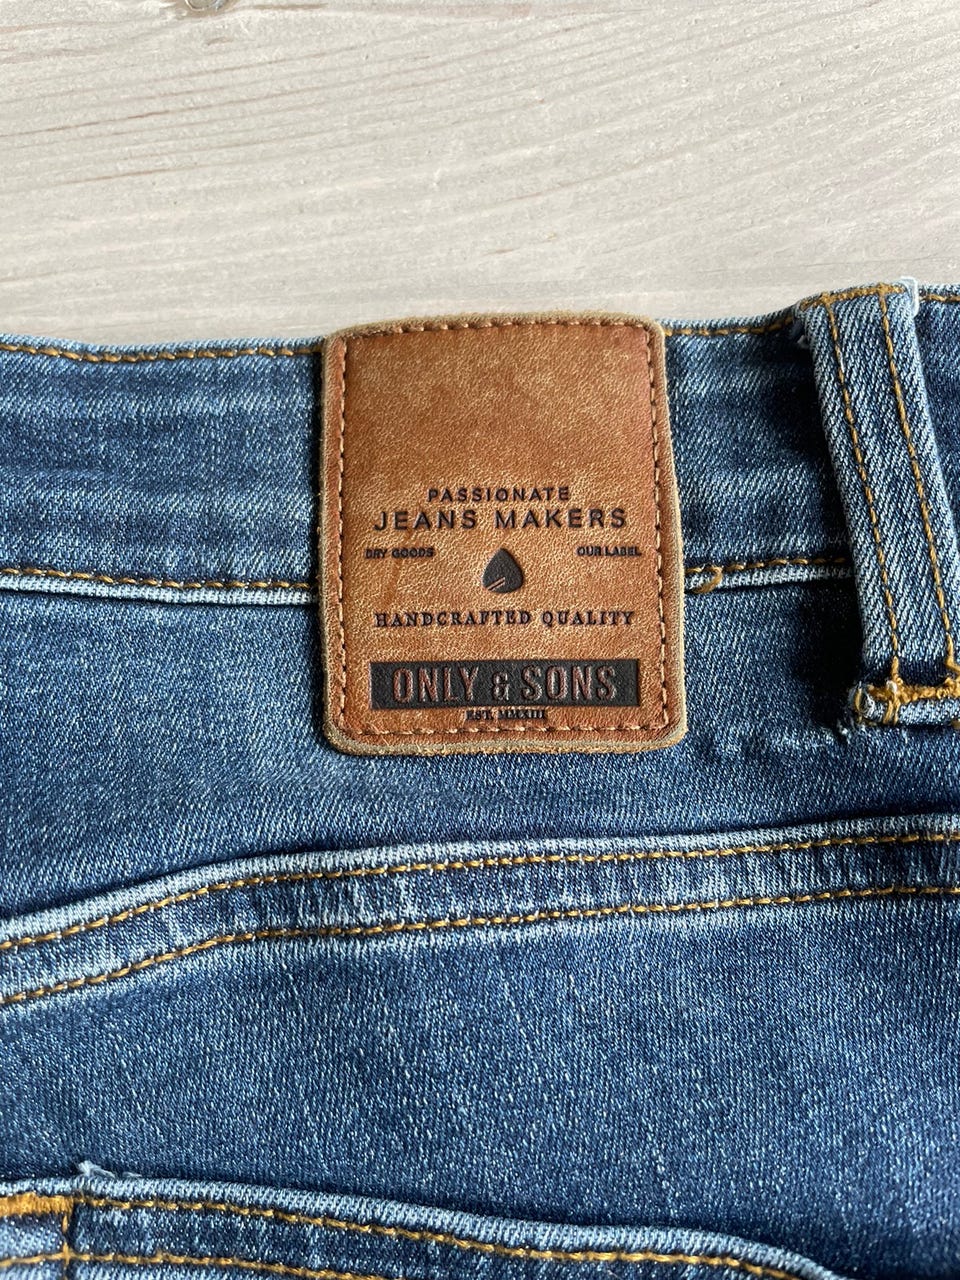 PASSIONATE
JEANS MAKERS
DRY GOODS OUR LABEL
HANDCRAFTED QUALITY
ONLY & SONS
EST. MMXIII